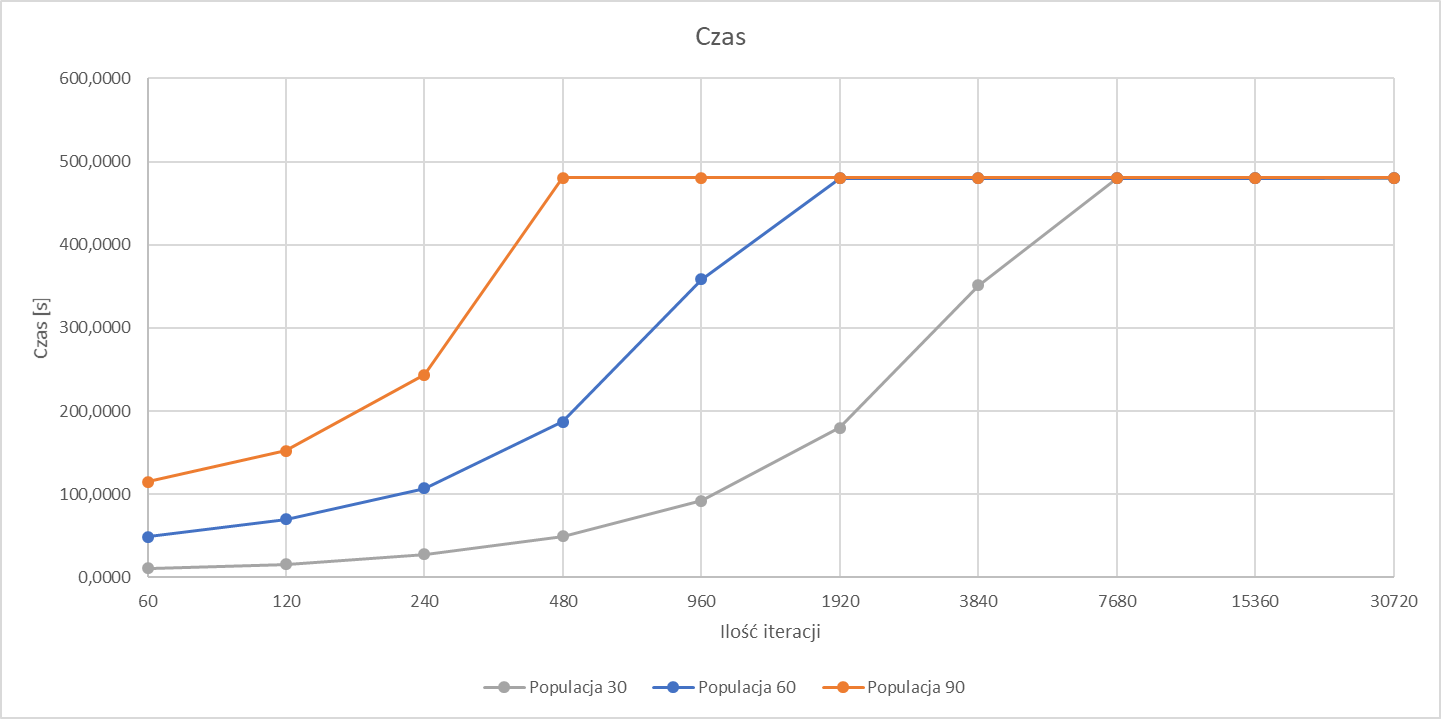 Czas
600,0000
500,0000
400,0000
300,0000
200,0000
100,0000
0,0000
Czas [s]
60 120 240 480 960 1920 3840 7680 15360 30720
Ilość iteracji
Populacja 30 Populacja 60 Populacja 90